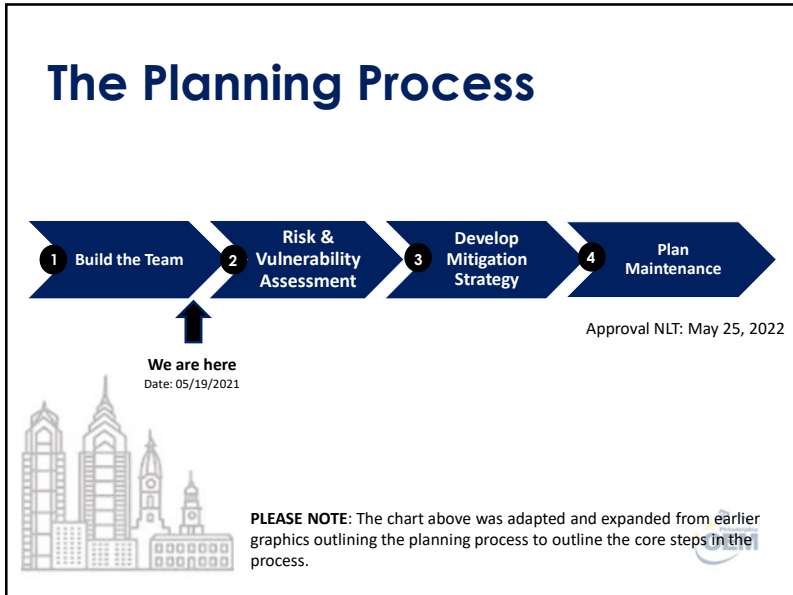 The Planning Process
1
Build the Team
2
Risk &
Vulnerability
Assessment
3
Develop
Mitigation
Strategy
4
Plan
Maintenance
Approval NLT: May 25, 2022
We are here
Date: 05/19/2021
PLEASE NOTE: The chart above was adapted and expanded from earlier
graphics outlining the planning process to outline the core steps in the
process.
Philadelphia
OEM